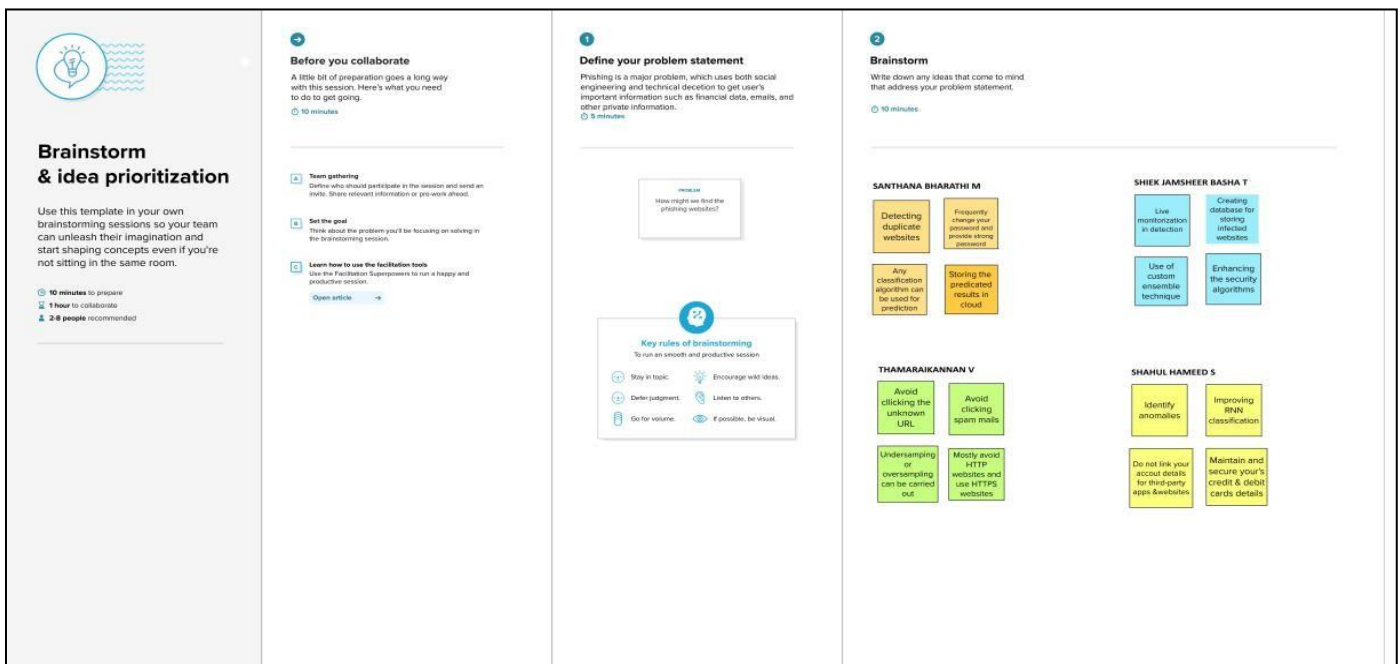 Brainstorm
& idea prioritization
Use this template in your own
brainstorming sessions so your team
can unleash their imagination and
start shaping concepts even if you're
not sitting in the same room.
10 minutes to prepare
1 hour to collaborate
2-8 people recommended
Before you collaborate
A little bit of preparation goes a long way
with this session. Here's what you need
to do to get going.
10 minutes
A
Team gathering
Define who should participate in the session and send an
invite. Share relevant information or pre-work ahead.
B
Set the goal
Think about the problem you'll be focusing on solving in
the brainstorming session.
C
Learn how to use the facilitation tools
Use the Facilitation Superpowers to run a happy and
productive session.
Open article
1
Define your problem statement
Phishing is a major problem, which uses both social
engineering and technical decetion to get user's
important information such as financial data, emails, and
other private information.
5 minutes
PROBLEM
How might we find the
phishing websites?
Key rules of brainstorming
To run an smooth and productive session
Stay in topic.
Encourage wild ideas.
Defer judgment.
Listen to others.
Go for volume.
If possible, be visual.
2
Brainstorm
Write down any ideas that come to mind
that address your problem statement.
10 minutes
SANTHANA BHARATHI M
Detecting
duplicate
websites
Frequently
change your
password and
provide strong
password
Any
classification
algorithm can
be used for
prediction
Storing the
predicated
results in
cloud
SHIEK JAMSHEER BASHA T
Live
monitorization
in detection
Creating
database for
storing
infected
websites
Use of
custom
ensemble
technique
Enhancing
the security
algorithms
THAMARAIKANNAN V
Avoid
cllicking the
unknown
URL
Avoid
clicking
spam mails
Undersamping
or
oversampling
can be carried
out
Mostly avoid
HTTP
websites and
use HTTPS
websites
SHAHUL HAMEED S
Identify
anomalies
Improving
RNN
classification
Do not link your
accout details
for third-party
apps &websites
Maintain and
secure your's
credit & debit
cards details